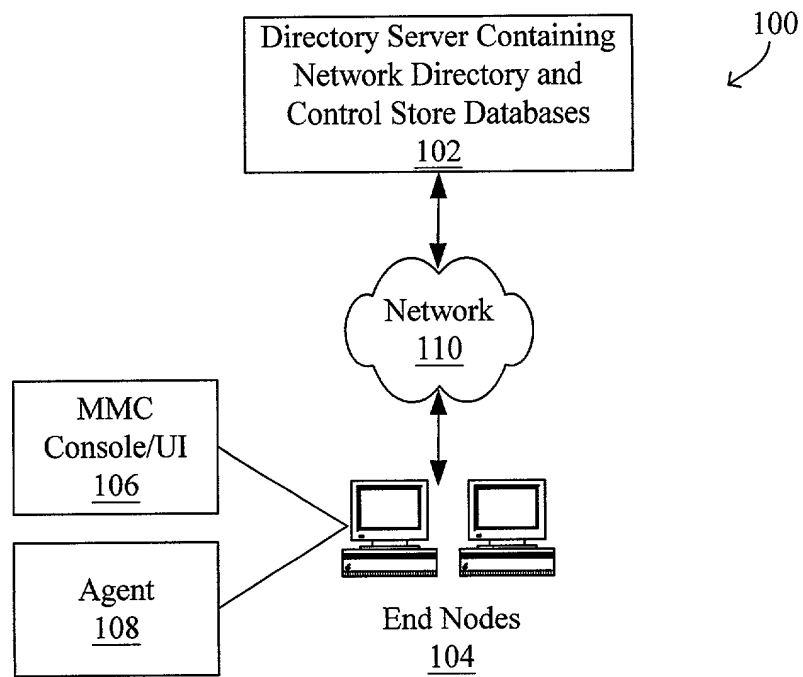 100
Directory Server Containing
Network Directory and
Control Store Databases
102
Network
110
MMC
Console/UI
106
Agent
108
End Nodes
104